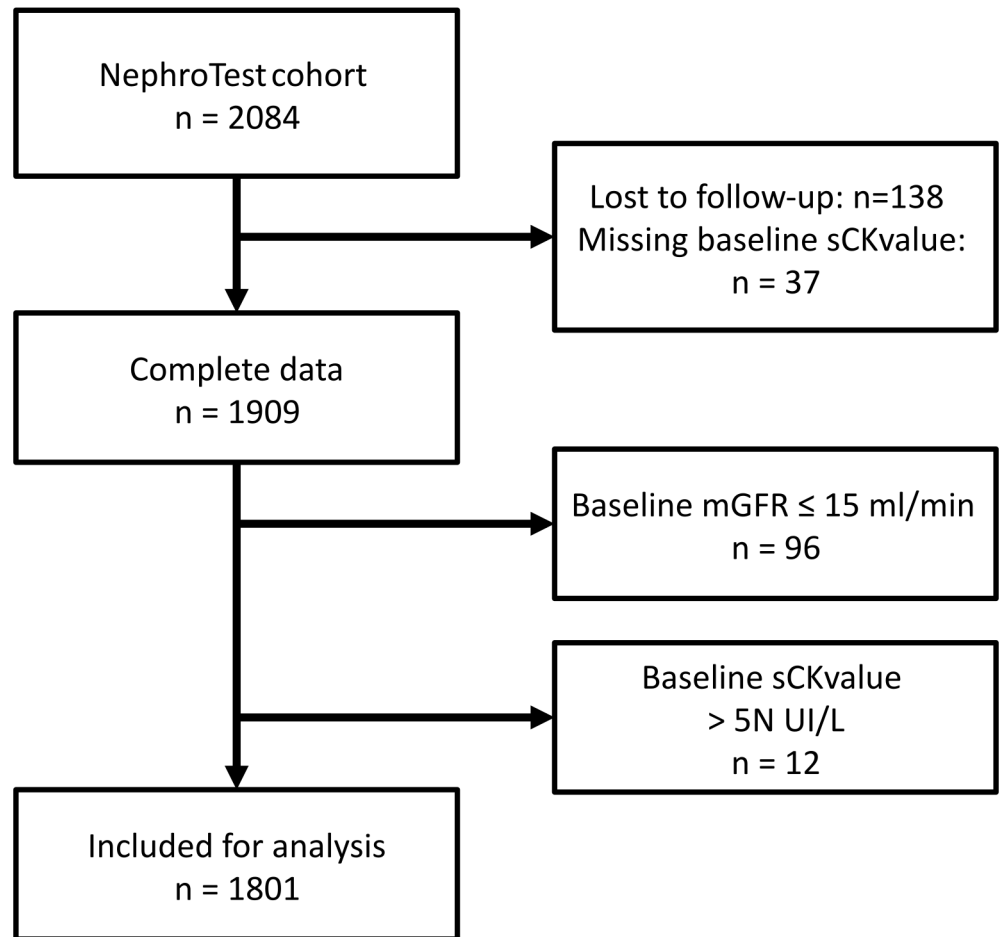 NephroTest cohort
n = 2084
Lost to follow-up: n=138
Missing baseline sCKvalue:
n = 37
Complete data
n = 1909
Baseline mGFR ≤ 15 ml/min
n = 96
Baseline sCKvalue
> 5N UI/L
n = 12
Included for analysis
n = 1801